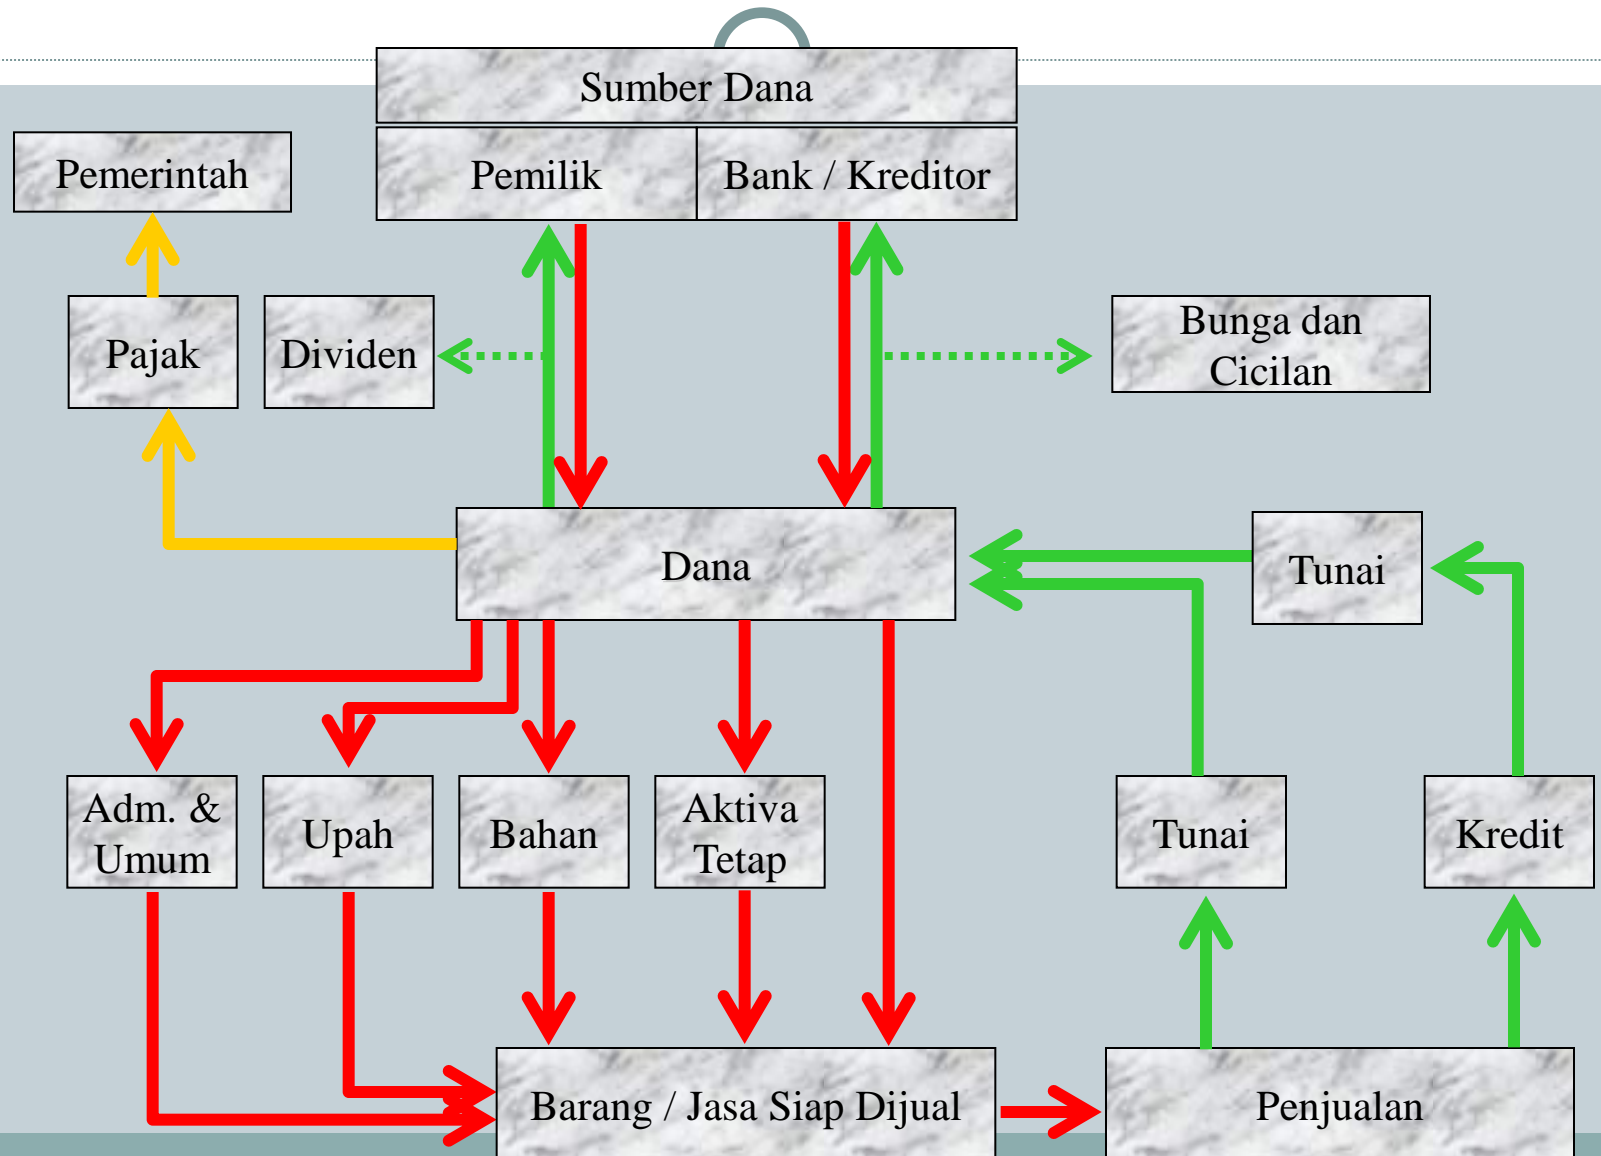 Sumber Dana
Pemerintah
Pemilik
Bank / Kreditor
Pajak
Dividen
Bunga dan
Cicilan
Dana
Tunai
Adm. &
Umum
Upah
Bahan
Aktiva
Tetap
Tunai
Kredit
Barang / Jasa Siap Dijual
Penjualan